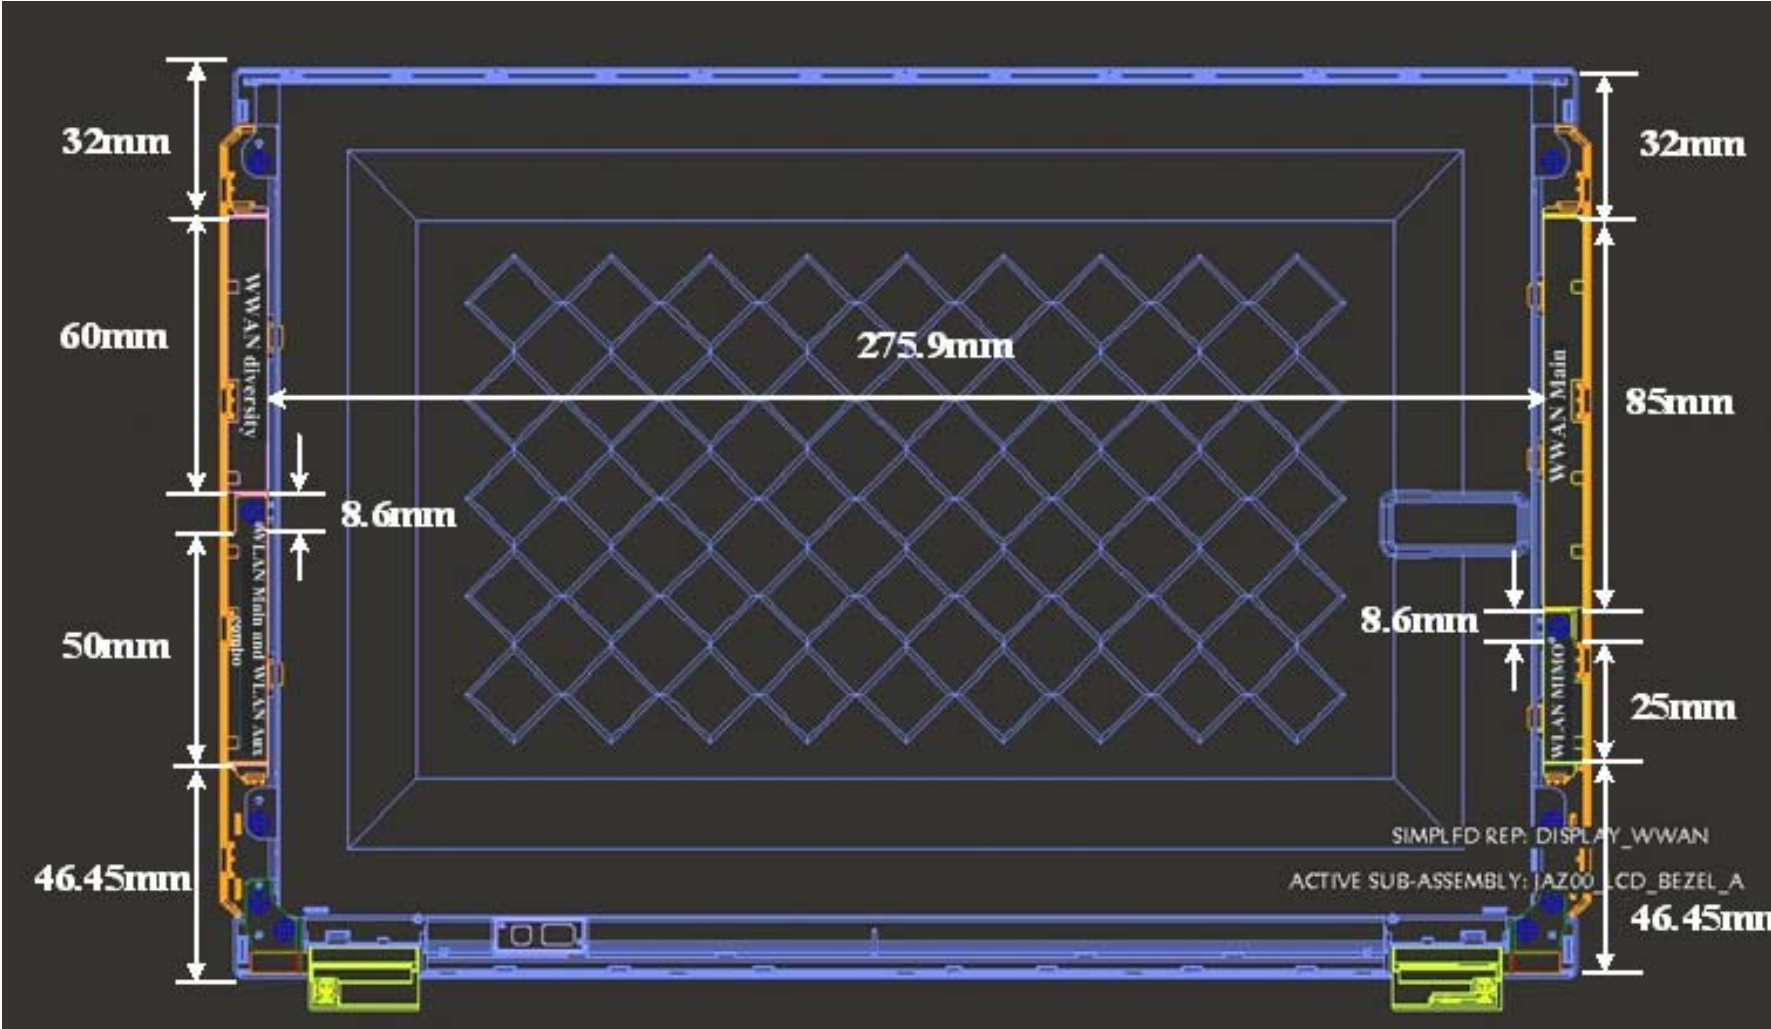 32mm
32mm
60mm
WWAN diversity
275.9mm
WWAN Main
85mm
8.6mm
8.6mm
50mm
WLAN Main and WLAN Aux
combo
WLAN MIMO
25mm
SIMPLFD REP: DISPLAY_WWAN
46.45mm
ACTIVE SUB-ASSEMBLY: JAZ00_LCD_BEZEL_A
46.45mm